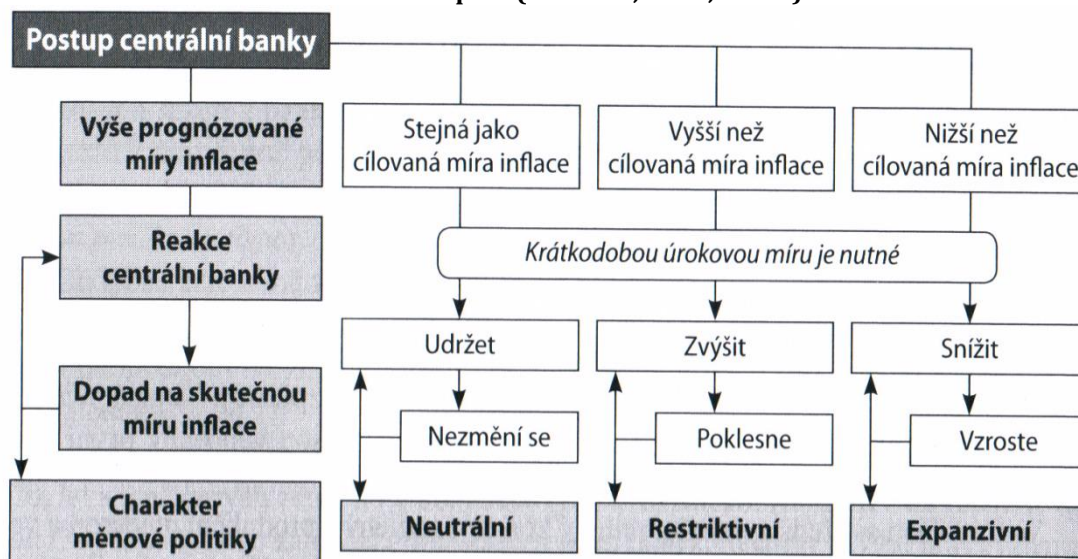 Postup centrální banky
Výše prognózované
míry inflace
Stejná jako
cílovaná míra inflace
Vyšší než
cílovaná míra inflace
Nižší než
cílovaná míra inflace
Reakce
centrální banky
Krátkodobou úrokovou míru je nutné
Udržet
Zvýšit
Snížit
Dopad na skutečnou
míru inflace
Nezmění se
Poklesne
Vzroste
Charakter
měnové politiky
Neutrální
Restriktivní
Expanzivní